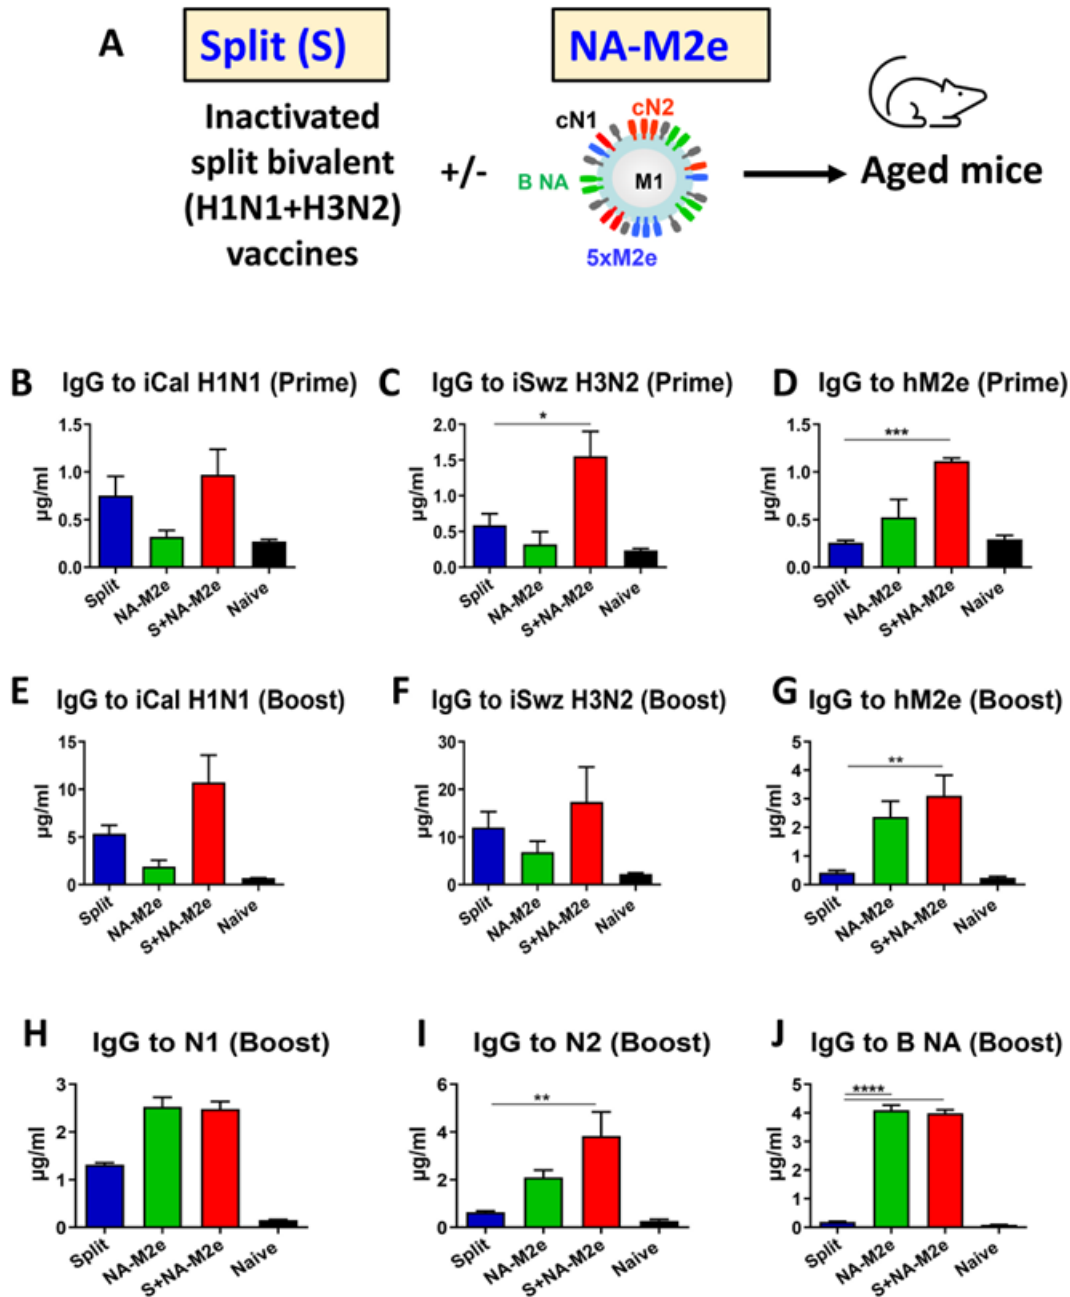 A
Split (S)
NA-M2e
Inactivated
split bivalent
(H1N1+H3N2)
vaccines
+/-
cN1
cN2
B NA
M1
5xM2e
Aged mice
B IgG to iCal H1N1 (Prime)
µg/ml
1.5
1.0
0.5
0.0
Split
NA-M2e
S+NA-M2e
Naive
C IgG to iSwz H3N2 (Prime)
µg/ml
2.0
1.5
1.0
0.5
0.0
*
Split
NA-M2e
S+NA-M2e
Naive
D IgG to hM2e (Prime)
µg/ml
1.5
1.0
0.5
0.0
***
Split
NA-M2e
S+NA-M2e
Naive
E IgG to iCal H1N1 (Boost)
µg/ml
15
10
5
0
Split
NA-M2e
S+NA-M2e
Naive
F IgG to iSwz H3N2 (Boost)
µg/ml
30
20
10
0
Split
NA-M2e
S+NA-M2e
Naive
G IgG to hM2e (Boost)
µg/ml
5
4
3
2
1
0
**
Split
NA-M2e
S+NA-M2e
Naive
H IgG to N1 (Boost)
µg/ml
3
2
1
0
Split
NA-M2e
S+NA-M2e
Naive
I IgG to N2 (Boost)
µg/ml
6
4
2
0
**
Split
NA-M2e
S+NA-M2e
Naive
J IgG to B NA (Boost)
µg/ml
5
4
3
2
1
0
****
Split
NA-M2e
S+NA-M2e
Naive